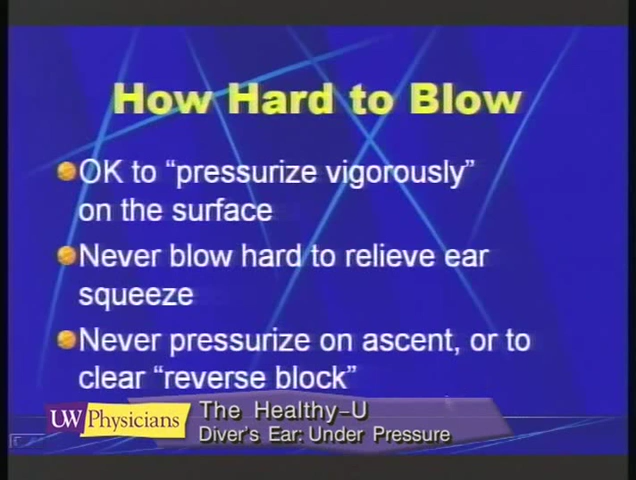 How Hard to Blow
OK to “pressurize vigorously”
on the surface
Never blow hard to relieve ear
squeeze
Never pressurize on ascent, or to
clear “reverse block”
UW Physicians
The Healthy-U
Diver's Ear: Under Pressure